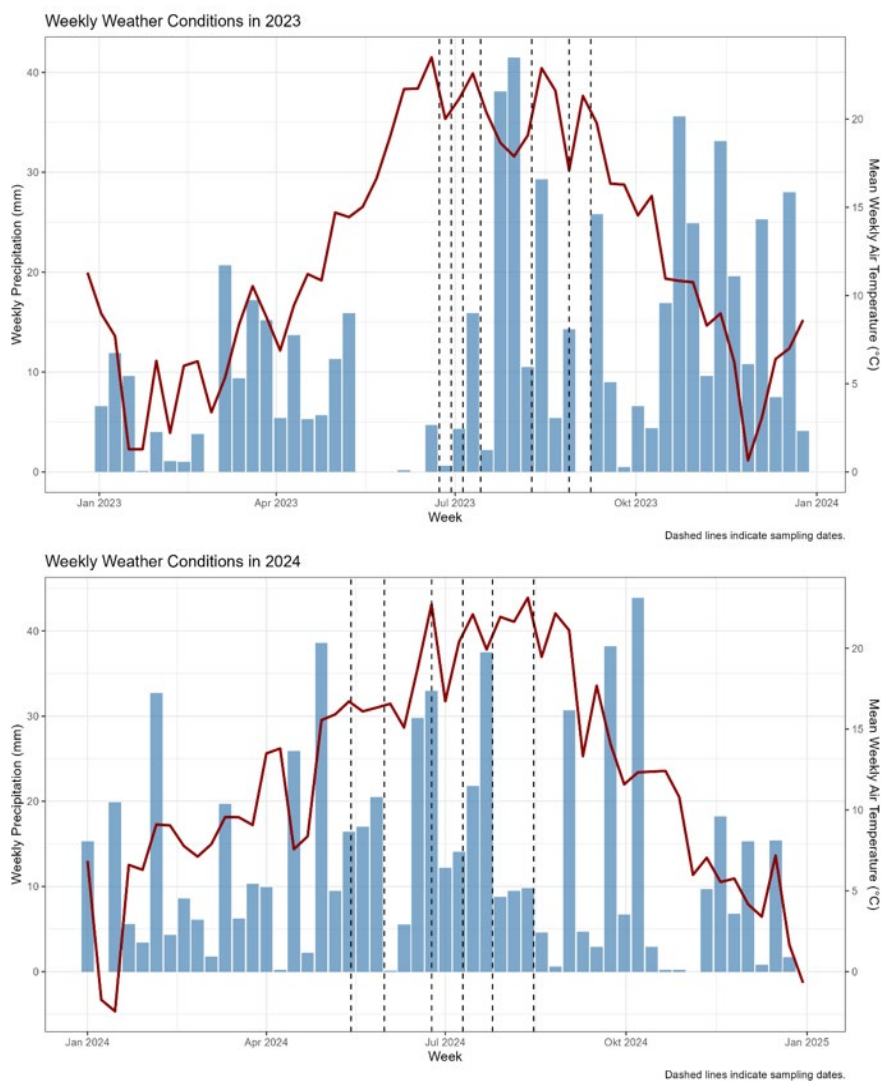 Weekly Weather Conditions in 2023
Weekly Precipitation (mm)
40
30
20
10
0
Mean Weekly Air Temperature (°C)
20
15
10
5
0
Jan 2023
Apr 2023
Jul 2023
Okt 2023
Jan 2024
Week
Dashed lines indicate sampling dates.
Weekly Weather Conditions in 2024
Weekly Precipitation (mm)
40
30
20
10
0
Mean Weekly Air Temperature (°C)
20
15
10
5
0
Jan 2024
Apr 2024
Jul 2024
Okt 2024
Jan 2025
Week
Dashed lines indicate sampling dates.